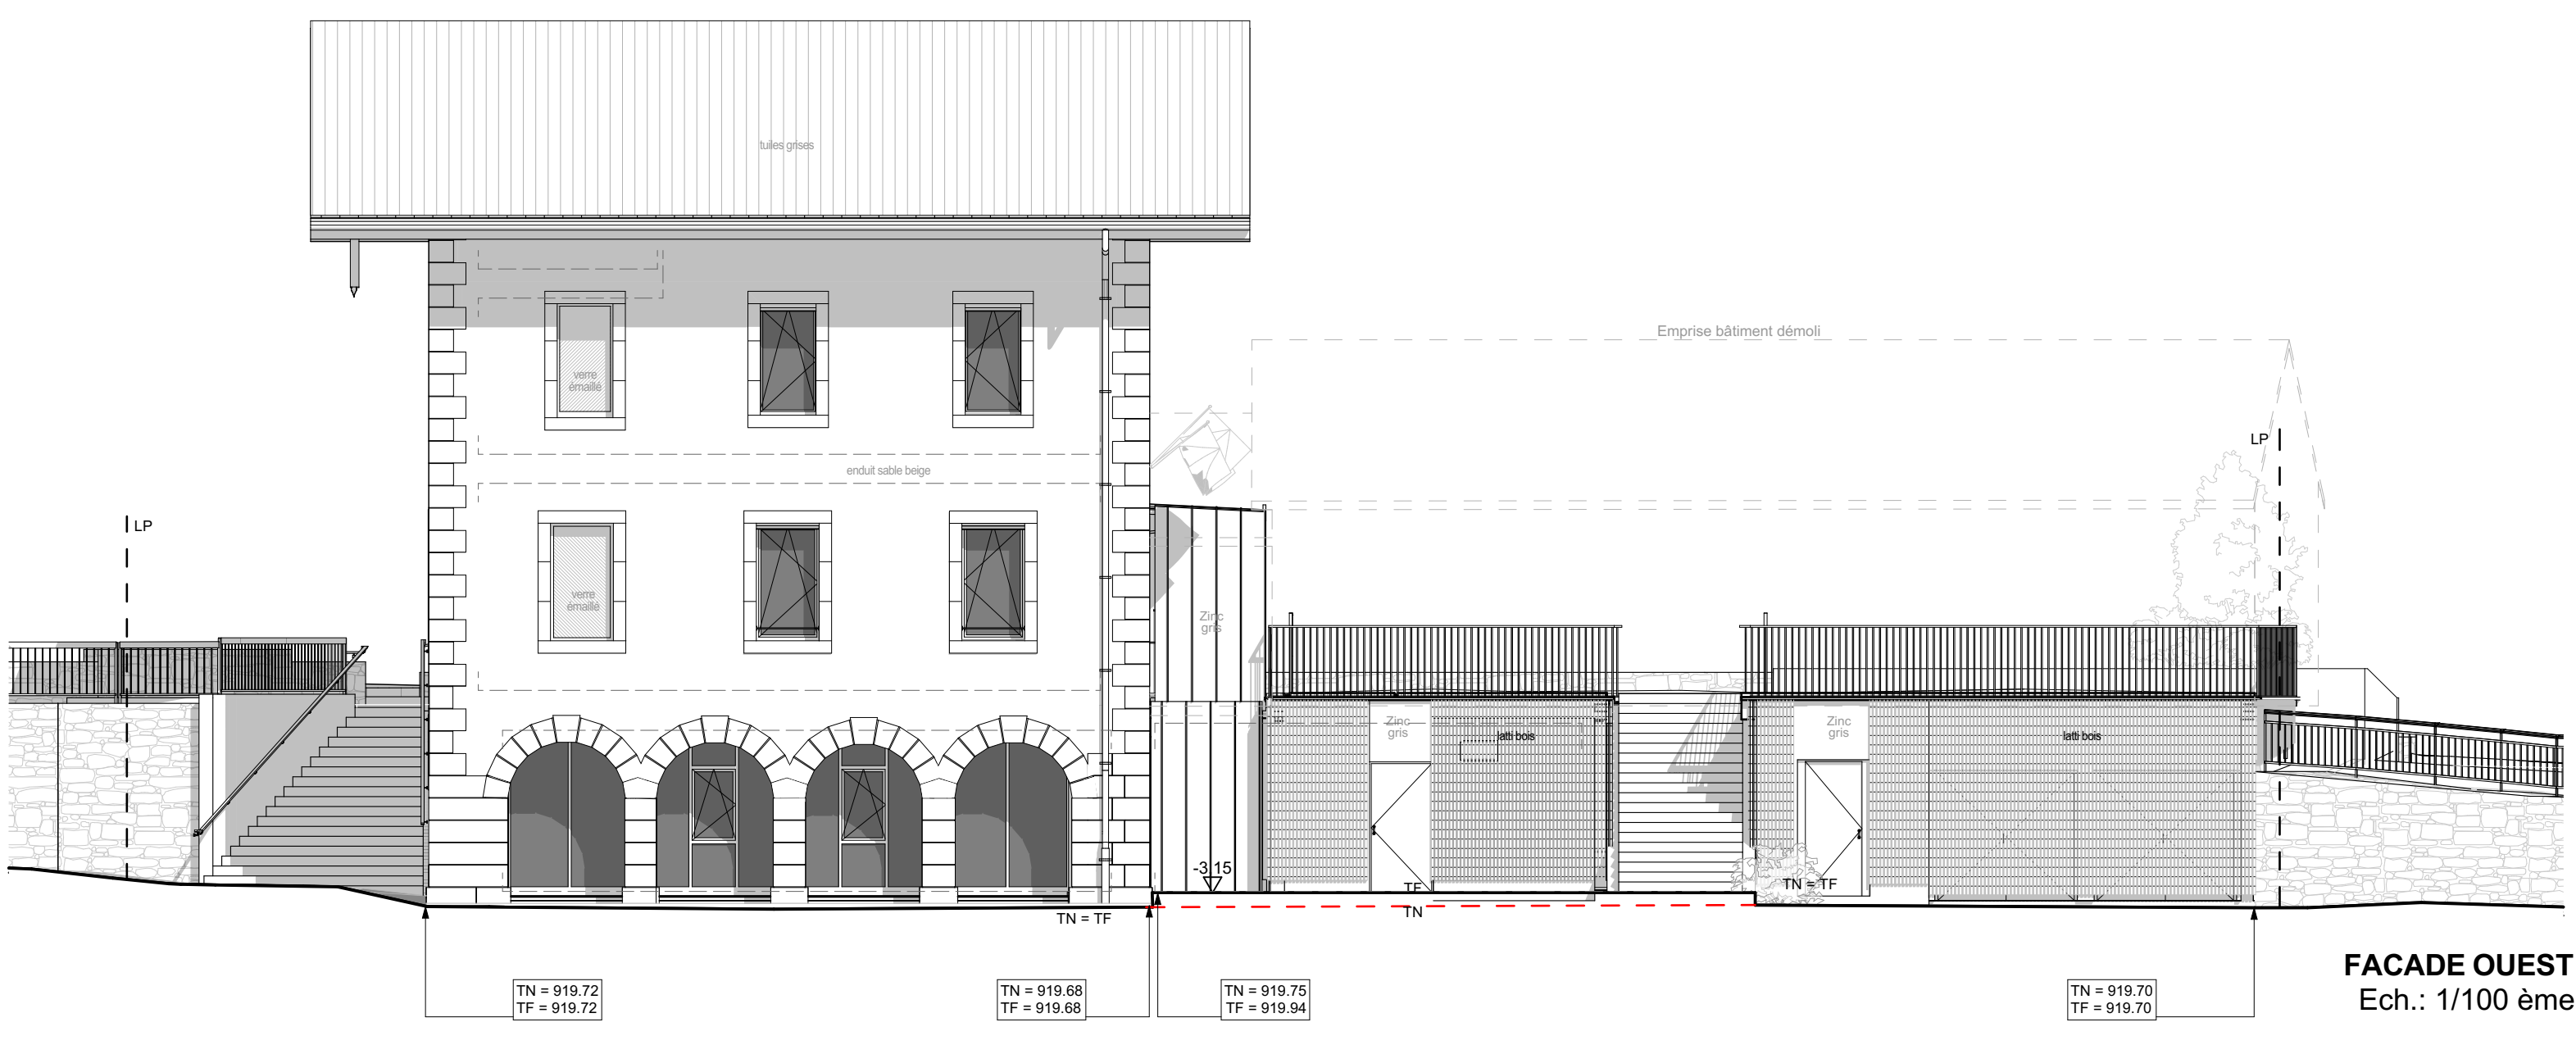 tuiles grises
Emprise bâtiment démoli
verre
émaillé
LP
enduit sable beige
LP
verre
émaillé
Zinc
gris
Zinc
gris
latti bois
Zinc
gris
latti bois
-3,15
TF
TN = TF
TN
TN = TF
TN = 919.72
TF = 919.72
TN = 919.68
TF = 919.68
TN = 919.75
TF = 919.94
TN = 919.70
TF = 919.70
FACADE OUEST
Ech.: 1/100 ème